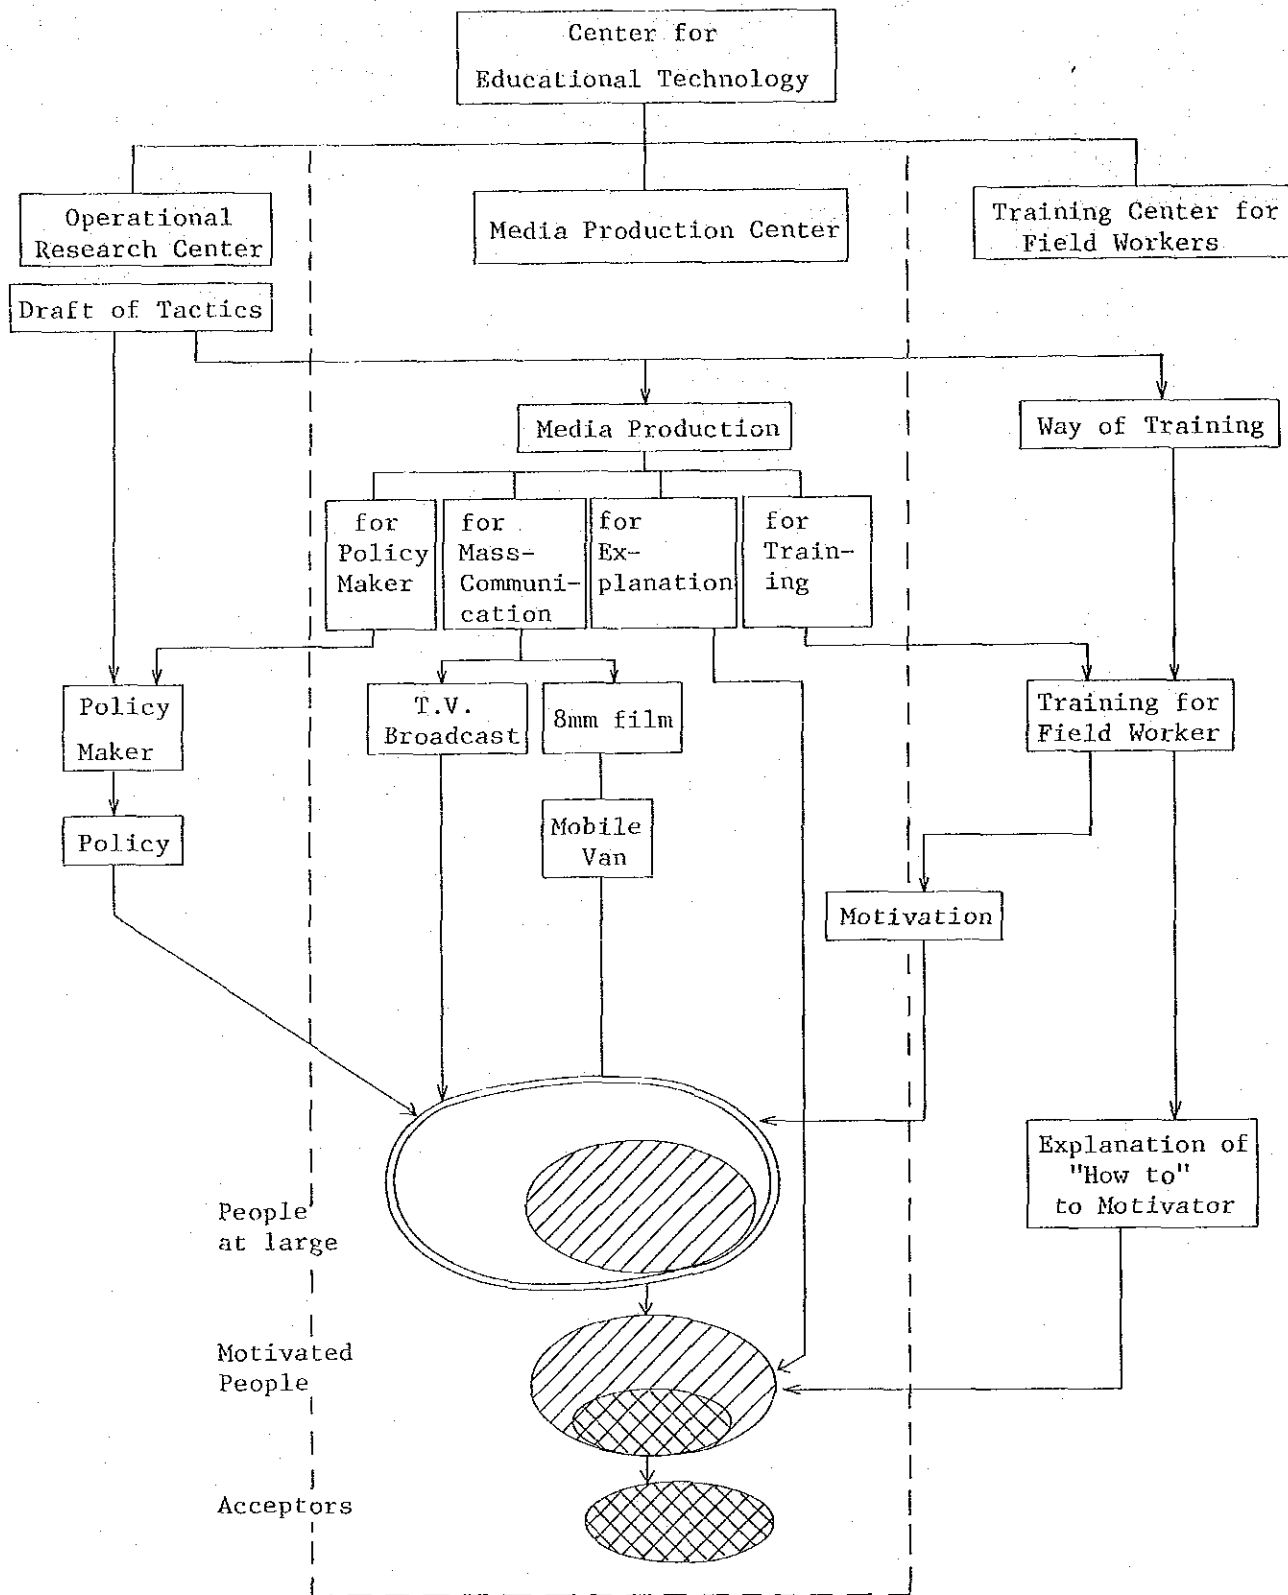 Center for
Educational Technology
Operational
Research Center
Media Production Center
Training Center for
Field Workers
Draft of Tactics
Media Production
Way of Training
for
Policy
Maker
for
Mass-
Communi-
cation
for
Ex-
planation
for
Train-
ing
Policy
Maker
T.V.
Broadcast
8mm film
Training for
Field Worker
Policy
Mobile
Van
Motivation
Explanation of
"How to"
to Motivator
People
at large
Motivated
People
Acceptors